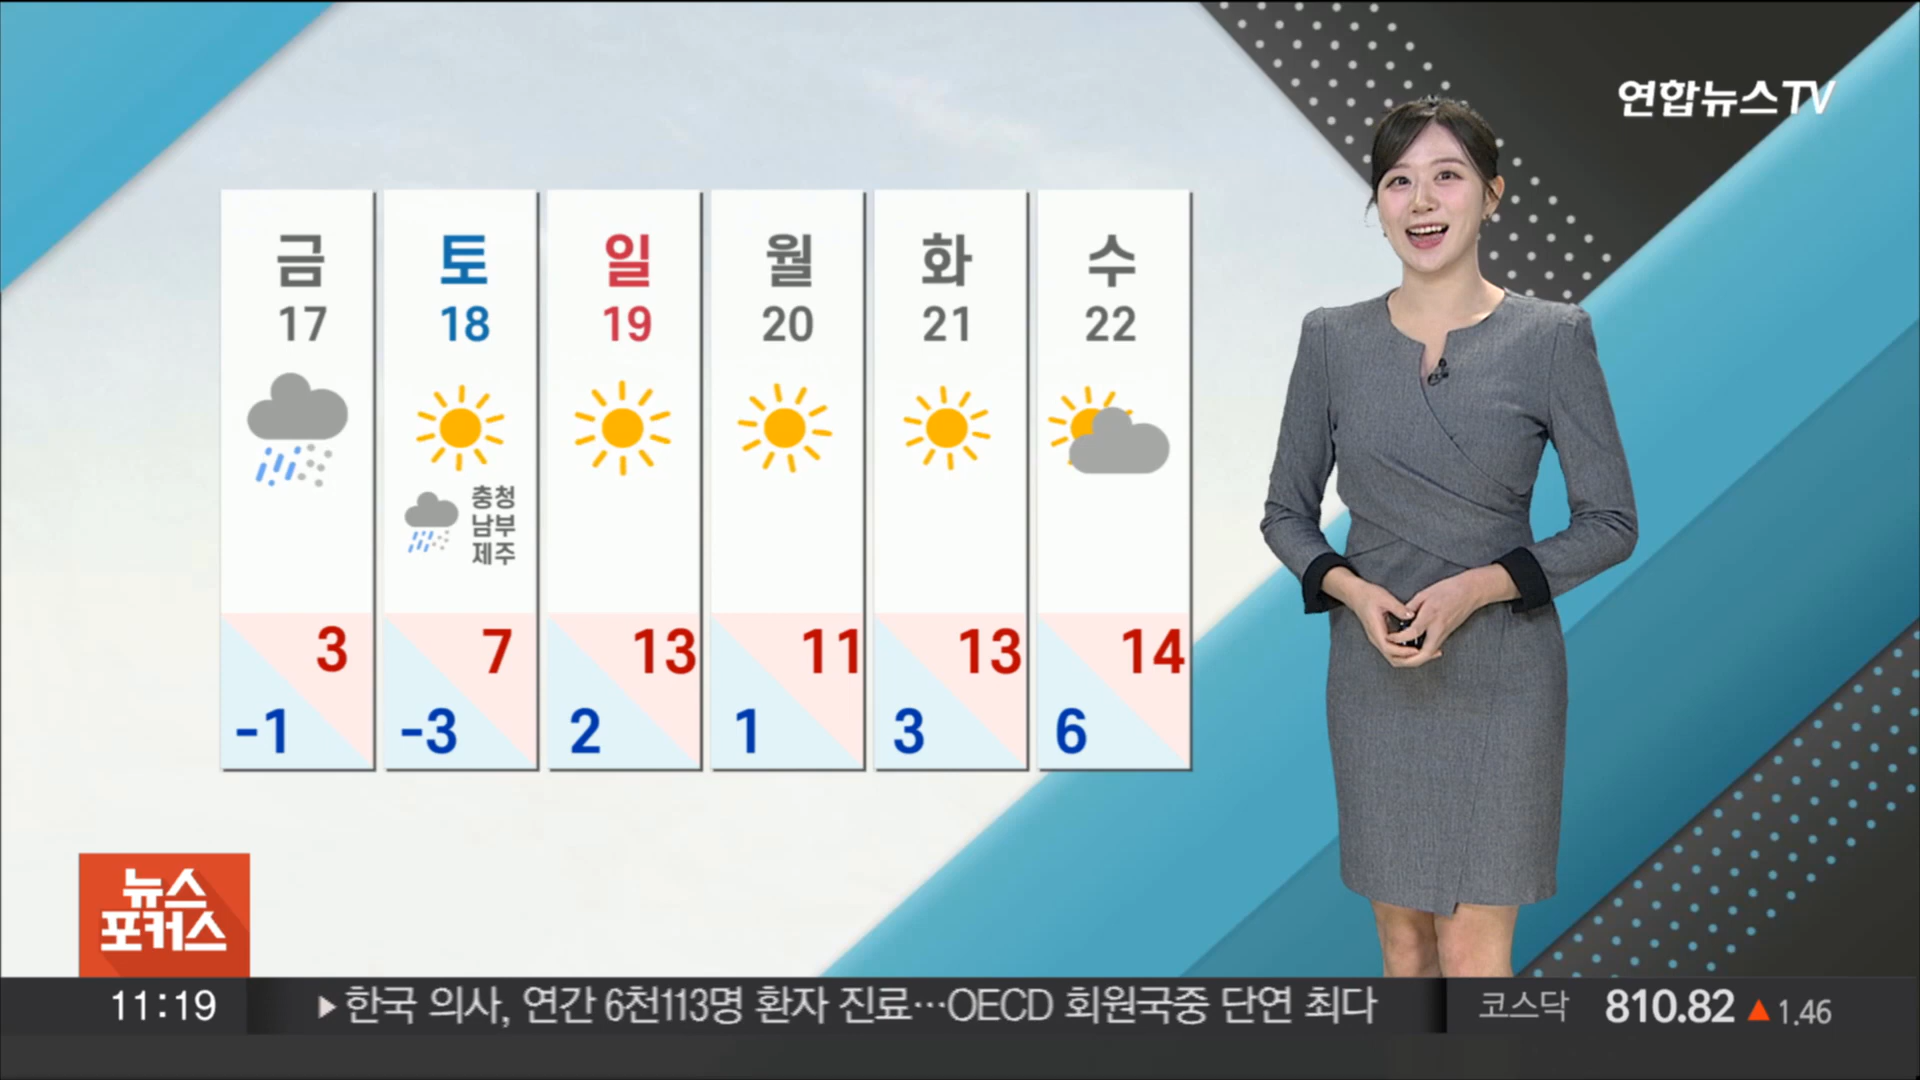 연합뉴스TV
금 토 일 월 화 수
17 18 19 20 21 22
충청
남부
제주
3 7 13 11 13 14
-1 -3 2 1 3 6
뉴스
포커스
11:19 ▶한국 의사, 연간 6천113명 환자 진료…OECD 회원국중 단연 최다 코스닥 810.82 ▲1.46